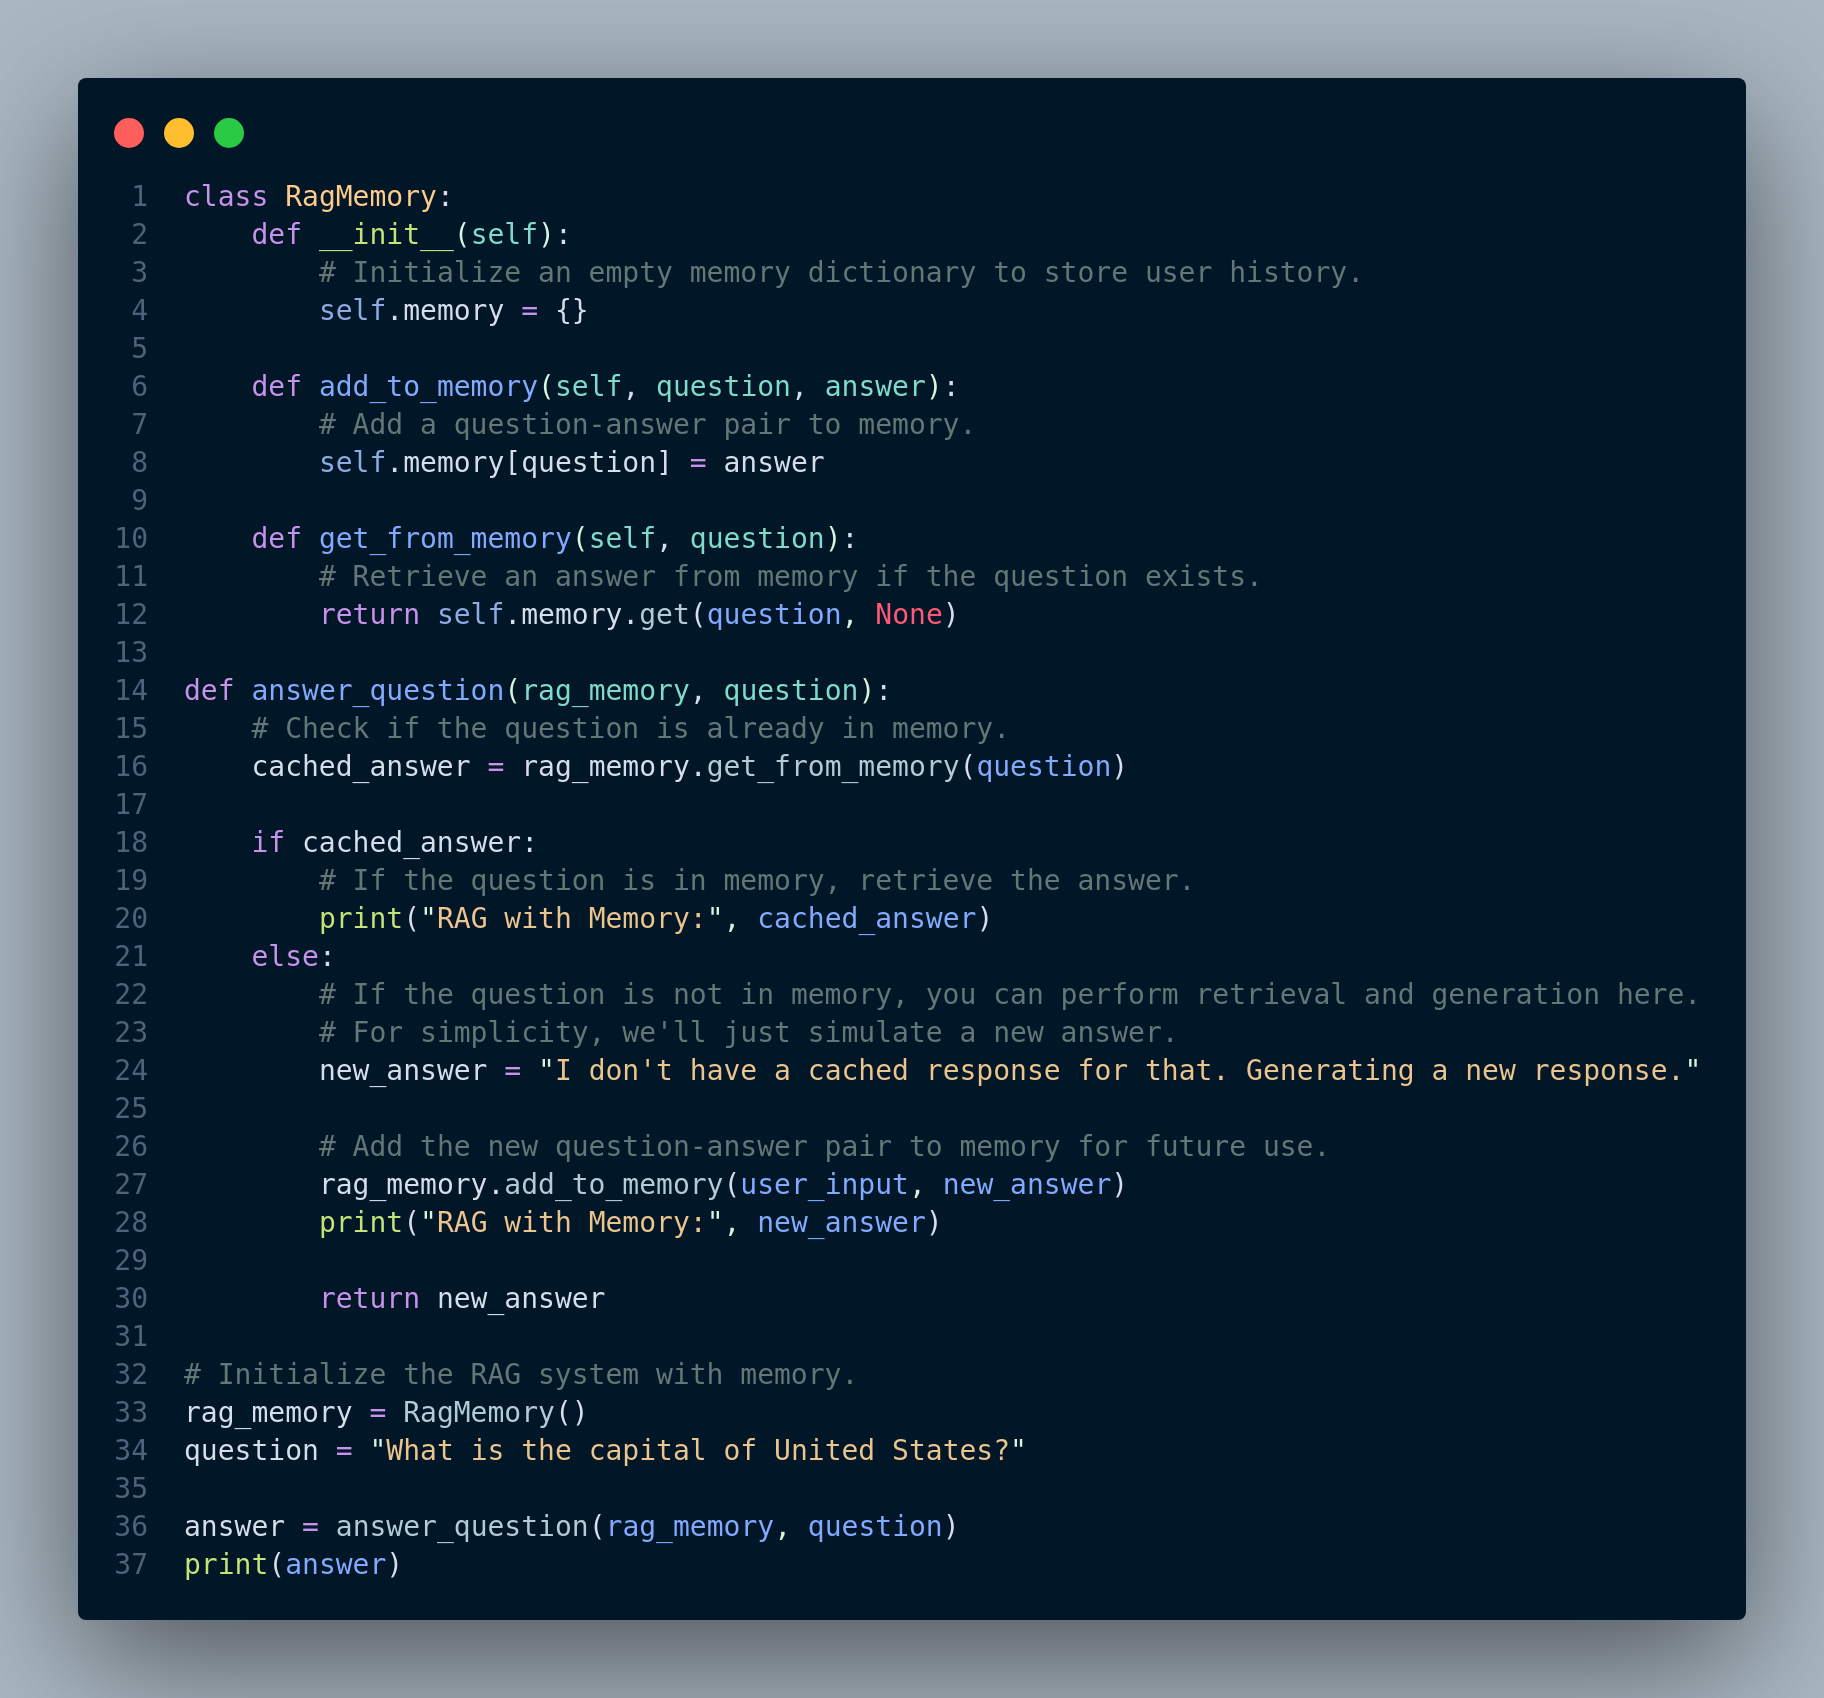 1 class RagMemory:
2     def __init__(self):
3         # Initialize an empty memory dictionary to store user history.
4         self.memory = {}
5
6     def add_to_memory(self, question, answer):
7         # Add a question-answer pair to memory.
8         self.memory[question] = answer
9
10     def get_from_memory(self, question):
11         # Retrieve an answer from memory if the question exists.
12         return self.memory.get(question, None)
13
14 def answer_question(rag_memory, question):
15     # Check if the question is already in memory.
16     cached_answer = rag_memory.get_from_memory(question)
17
18     if cached_answer:
19         # If the question is in memory, retrieve the answer.
20         print("RAG with Memory:", cached_answer)
21     else:
22         # If the question is not in memory, you can perform retrieval and generation here.
23         # For simplicity, we'll just simulate a new answer.
24         new_answer = "I don't have a cached response for that. Generating a new response."
25
26         # Add the new question-answer pair to memory for future use.
27         rag_memory.add_to_memory(user_input, new_answer)
28         print("RAG with Memory:", new_answer)
29
30         return new_answer
31
32 # Initialize the RAG system with memory.
33 rag_memory = RagMemory()
34 question = "What is the capital of United States?"
35
36 answer = answer_question(rag_memory, question)
37 print(answer)